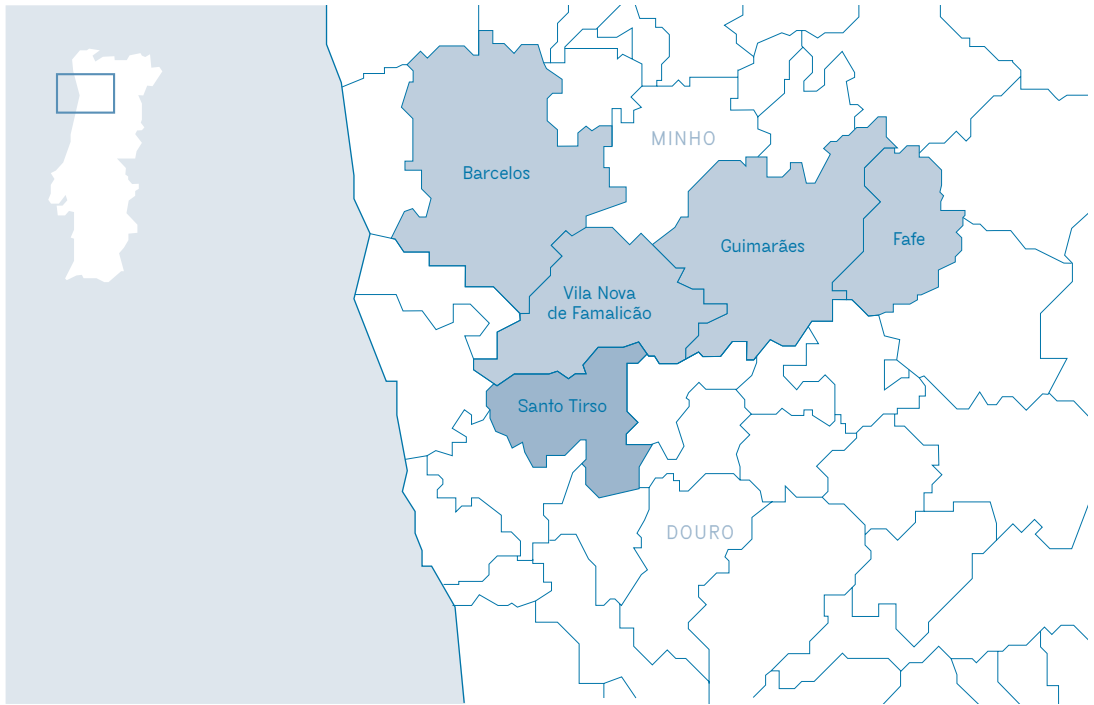 MINHO
Barcelos
Guimarães
Fafe
Vila Nova
de Famalicão
Santo Tirso
DOURO